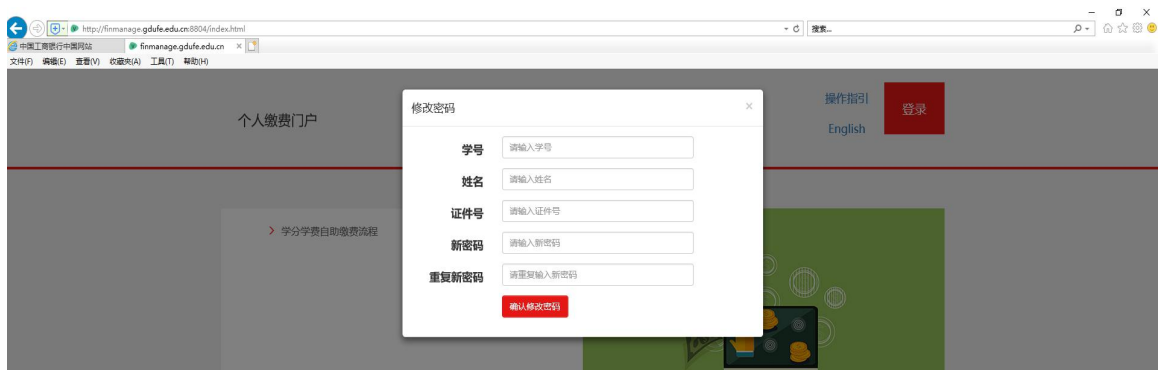 http://finmanage.gdufe.edu.cn:8804/index.html
搜索...
中国工商银行中国网站
finmanage.gdufe.edu.cn
文件(F) 编辑(E) 查看(V) 收藏夹(A) 工具(T) 帮助(H)
个人缴费门户
操作指引
English
登录
修改密码
学号 请输入学号
姓名 请输入姓名
证件号 请输入证件号
新密码 请输入新密码
重复新密码 请重复输入新密码
确认修改密码
学分学费自助缴费流程